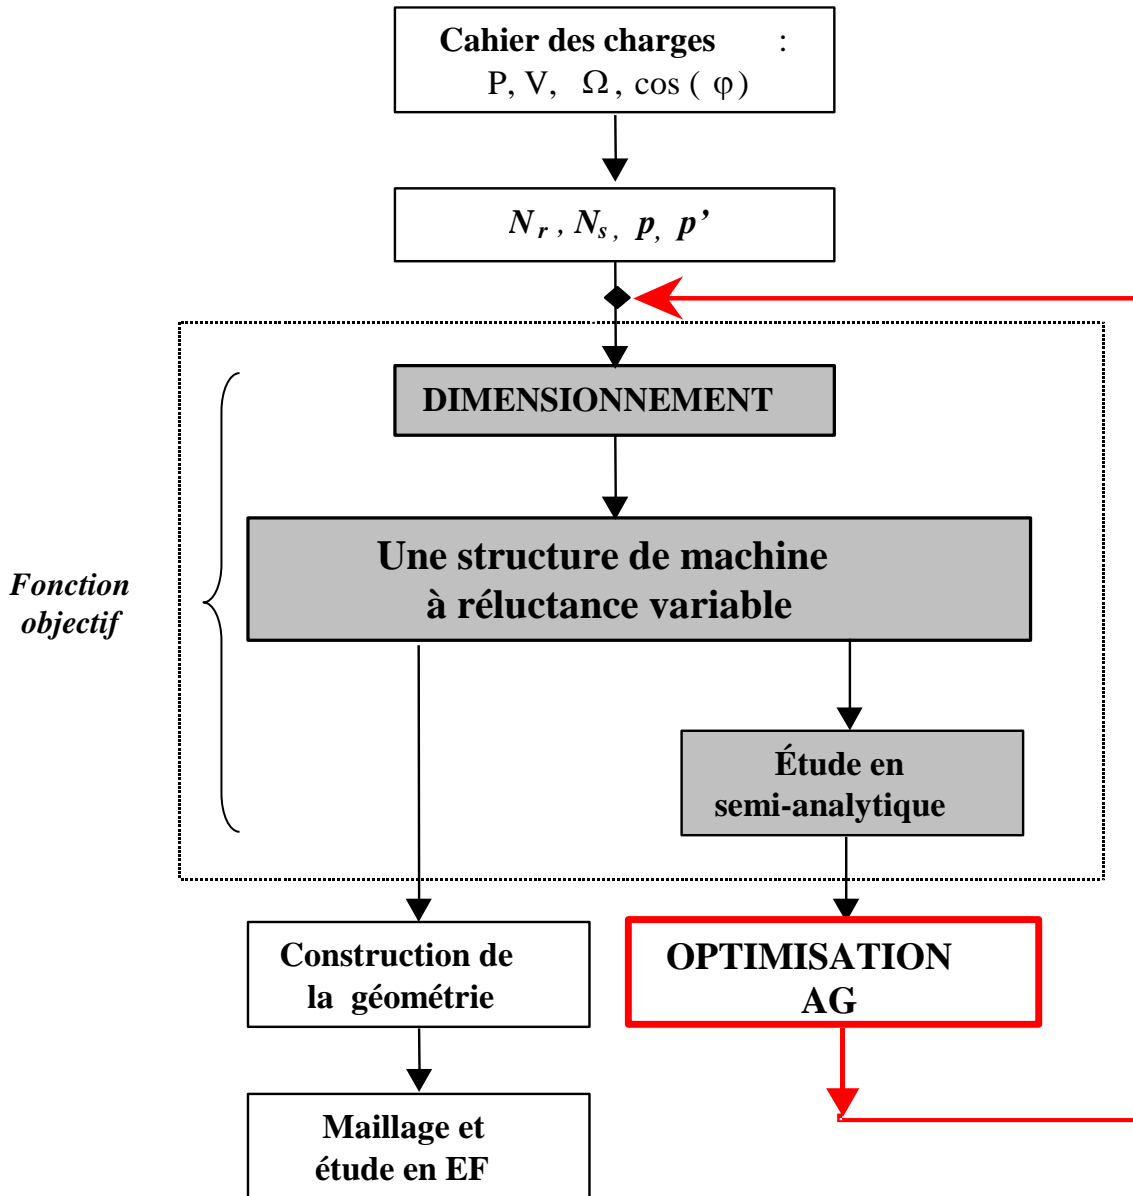 Cahier des charges :
P, V, Ω, cos ( φ )
N r , N s , p, p’
DIMENSIONNEMENT
Une structure de machine
à réluctance variable
Fonction
objectif
Étude en
semi-analytique
Construction de
la géométrie
OPTIMISATION
AG
Maillage et
étude en EF